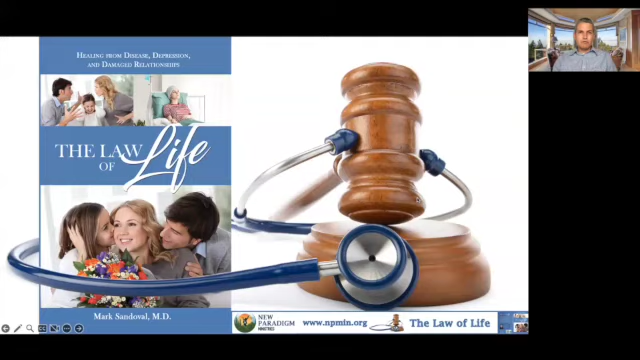 HEALING FROM DISEASE, DEPRESSION,
AND DAMAGED RELATIONSHIPS
THE LAW
OF
Life
MARK SANDOVAL, M.D.
NEW
PARADIGM
MINISTRIES
www.npmin.org
The Law of Life